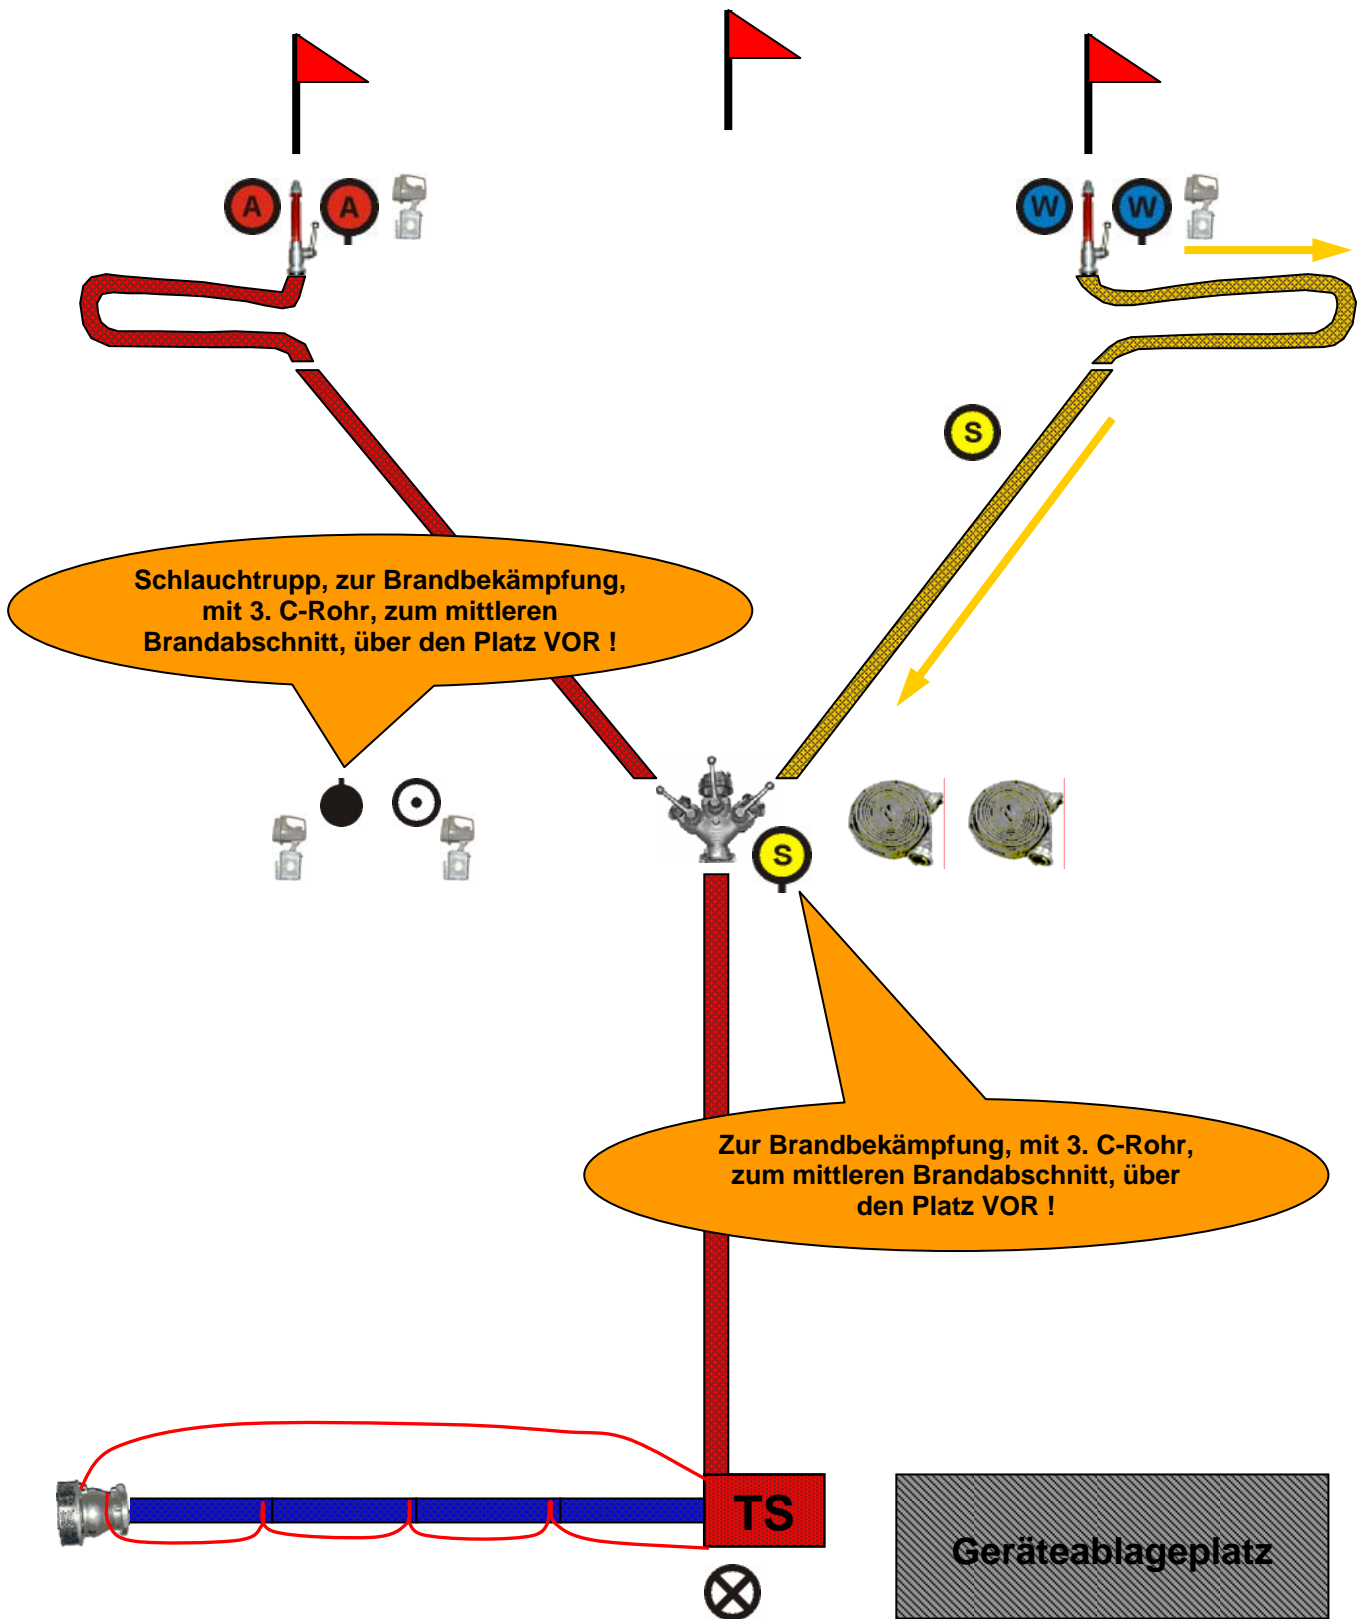 A
A
W
W
S
Schlauchtrupp, zur Brandbekämpfung,
mit 3. C-Rohr, zum mittleren
Brandabschnitt, über den Platz VOR !
S
Zur Brandbekämpfung, mit 3. C-Rohr,
zum mittleren Brandabschnitt, über
den Platz VOR !
TS
Geräteablageplatz